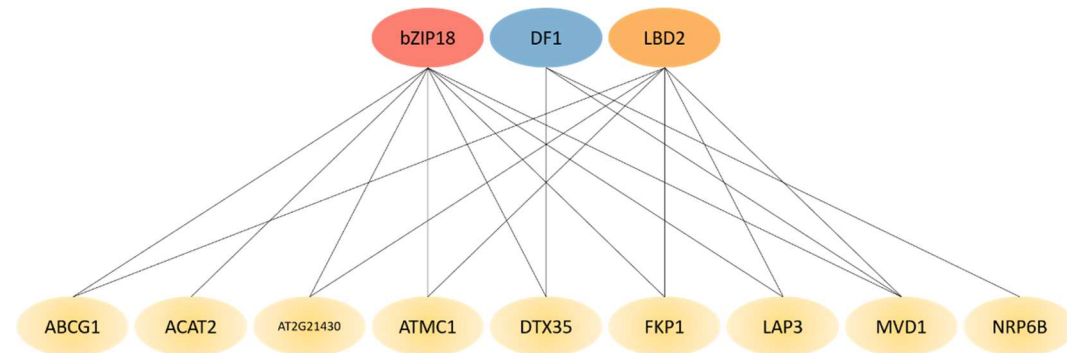 bZIP18 DF1 LBD2
ABCG1 ACAT2 AT2G21430 ATMC1 DTX35 FKP1 LAP3 MVD1 NRP6B